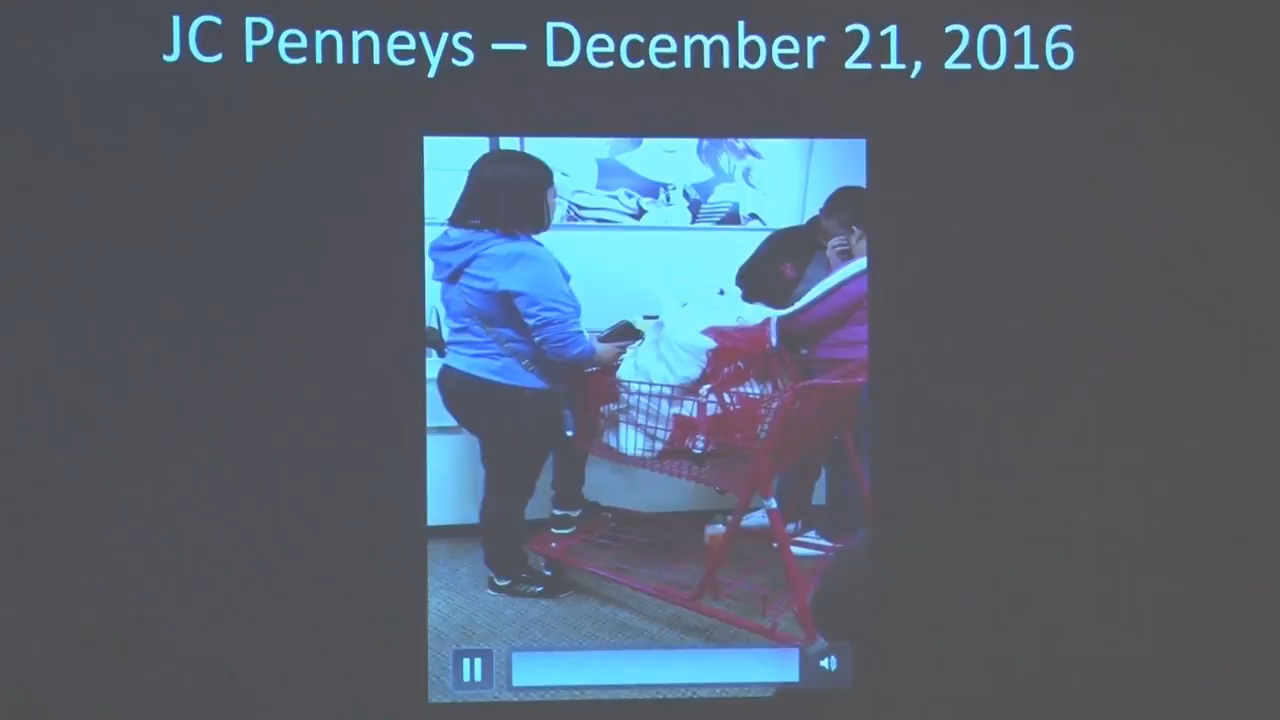 JC Penneys – December 21, 2016